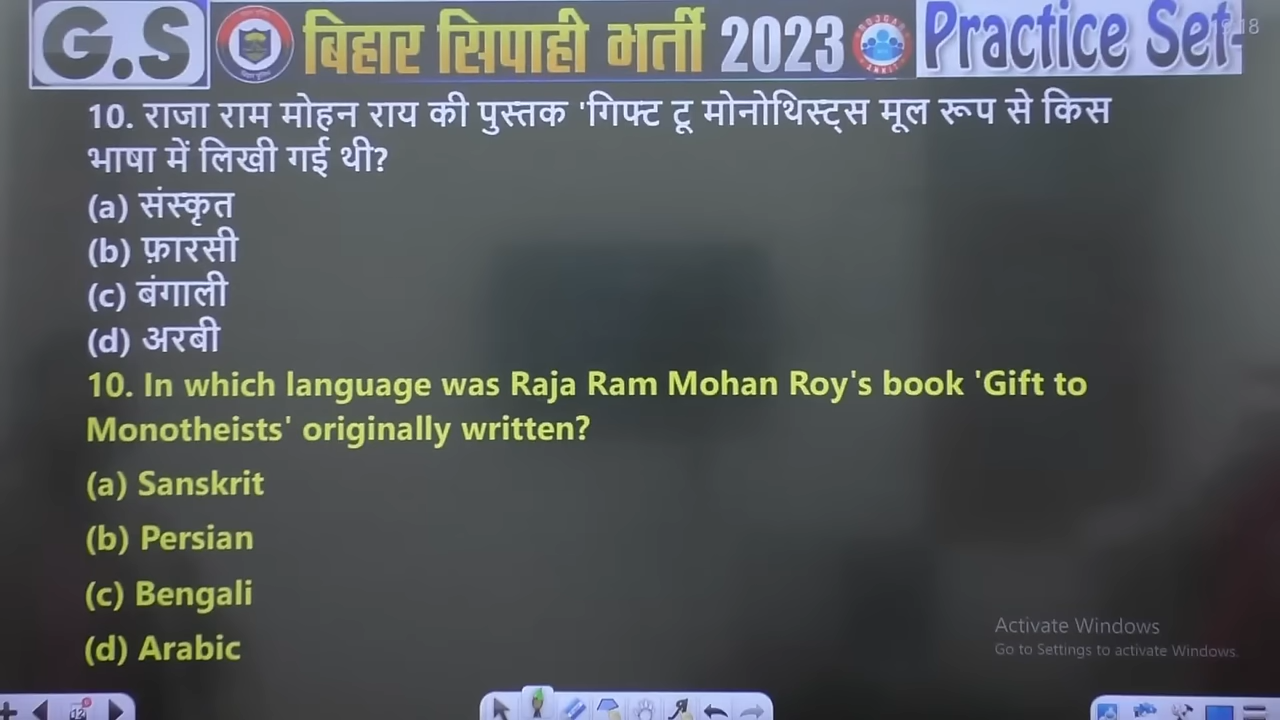 G.S बिहार सिपाही भर्ती 2023 Practice Set-
10. राजा राम मोहन राय की पुस्तक 'गिफ्ट टू मोनोथिस्ट्स मूल रूप से किस
भाषा में लिखी गई थी?
(a) संस्कृत
(b) फ़ारसी
(c) बंगाली
(d) अरबी
10. In which language was Raja Ram Mohan Roy's book 'Gift to
Monotheists' originally written?
(a) Sanskrit
(b) Persian
(c) Bengali
(d) Arabic
Activate Windows
Go to Settings to activate Windows.
12